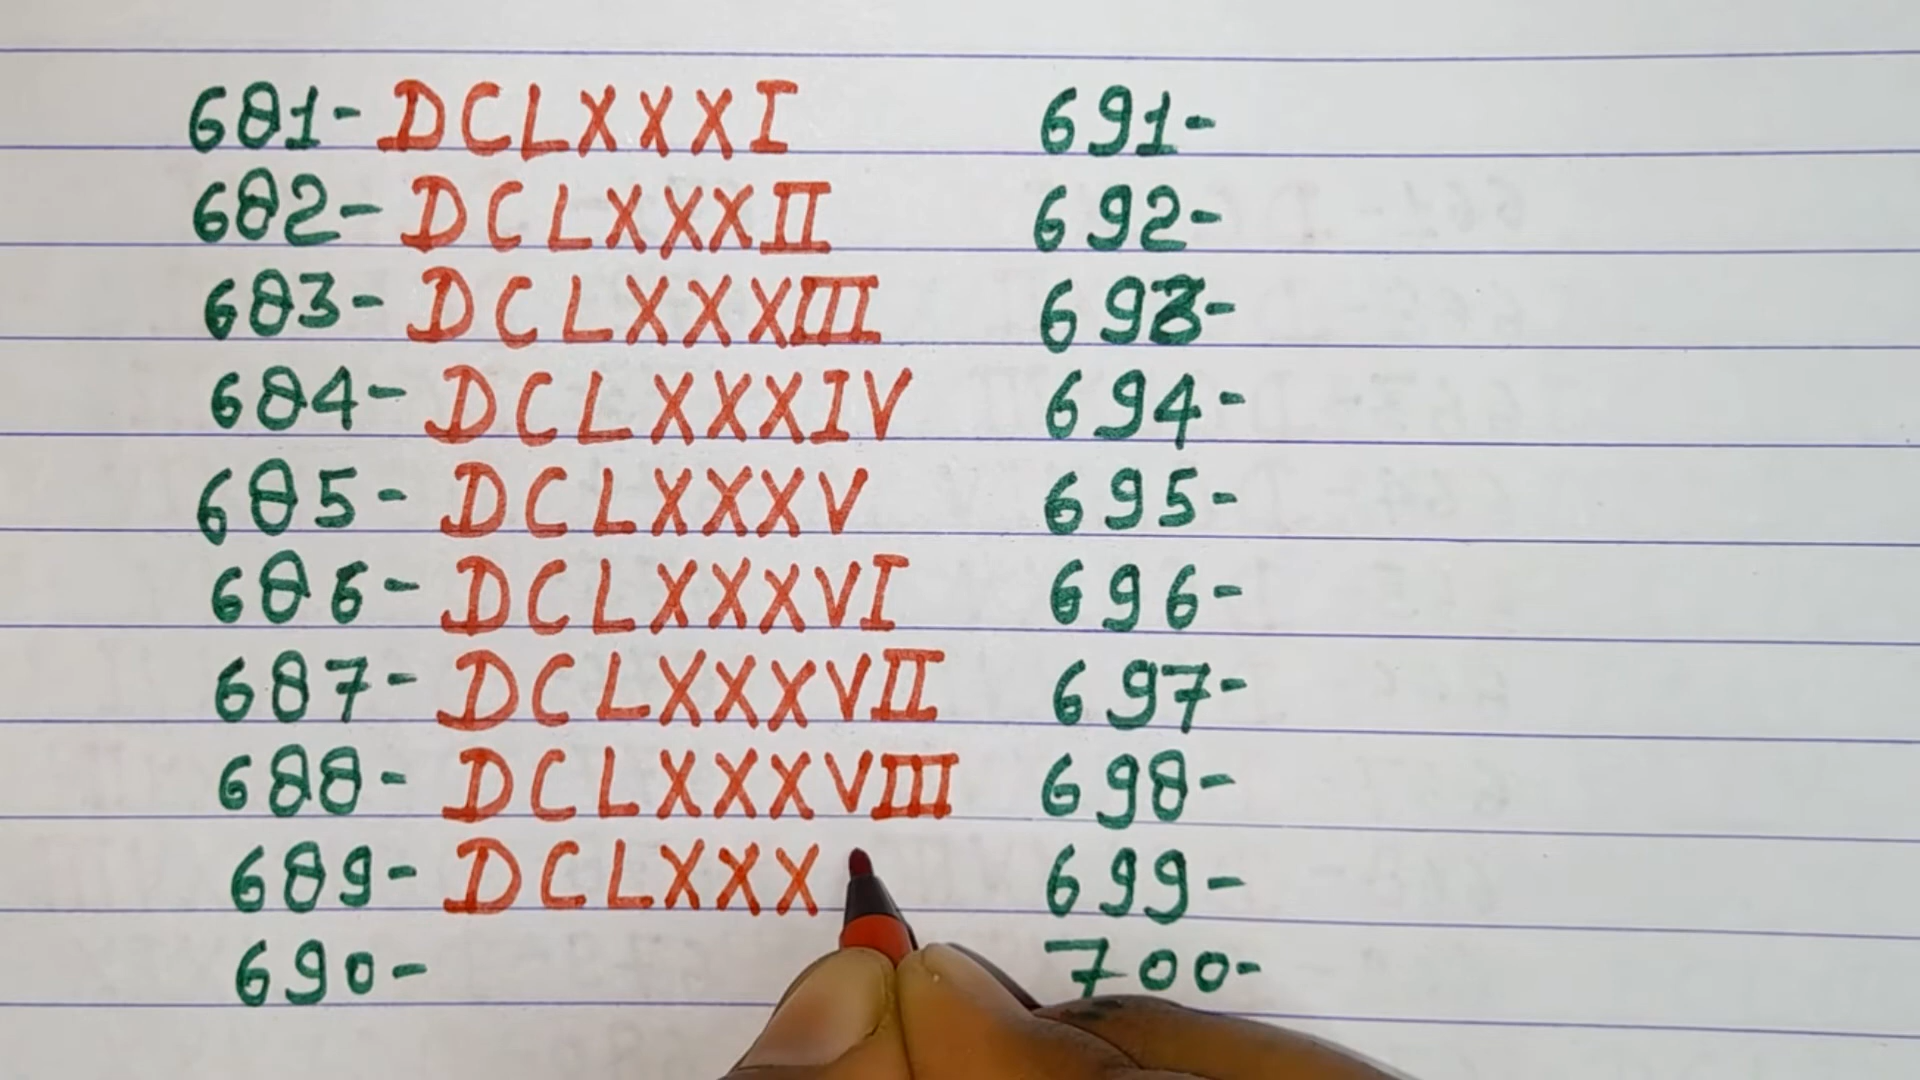 681- DCLXXXI
682- DCLXXXII
683- DCLXXXIII
684- DCLXXXIV
685- DCLXXXV
686- DCLXXXVI
687- DCLXXXVII
688- DCLXXXVIII
689- DCLXXX
690-
691-
692-
693-
694-
695-
696-
697-
698-
699-
700-